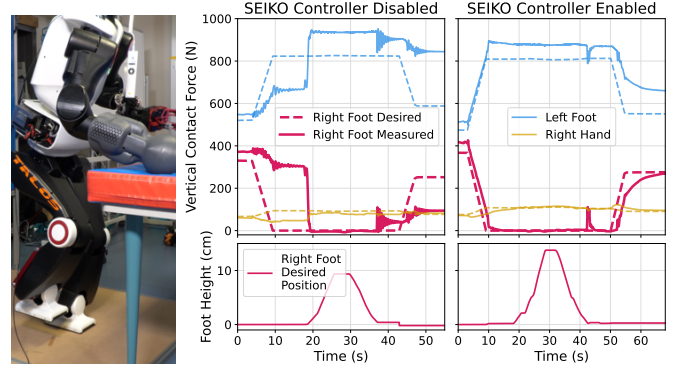 SEIKO Controller Disabled
SEIKO Controller Enabled
Vertical Contact Force (N)
1000
800
600
400
200
0
Right Foot Desired
Right Foot Measured
Left Foot
Right Hand
Foot Height (cm)
10
0
Right Foot
Desired
Position
0 10 20 30 40 50
Time (s)
0 10 20 30 40 50 60
Time (s)
TALOS